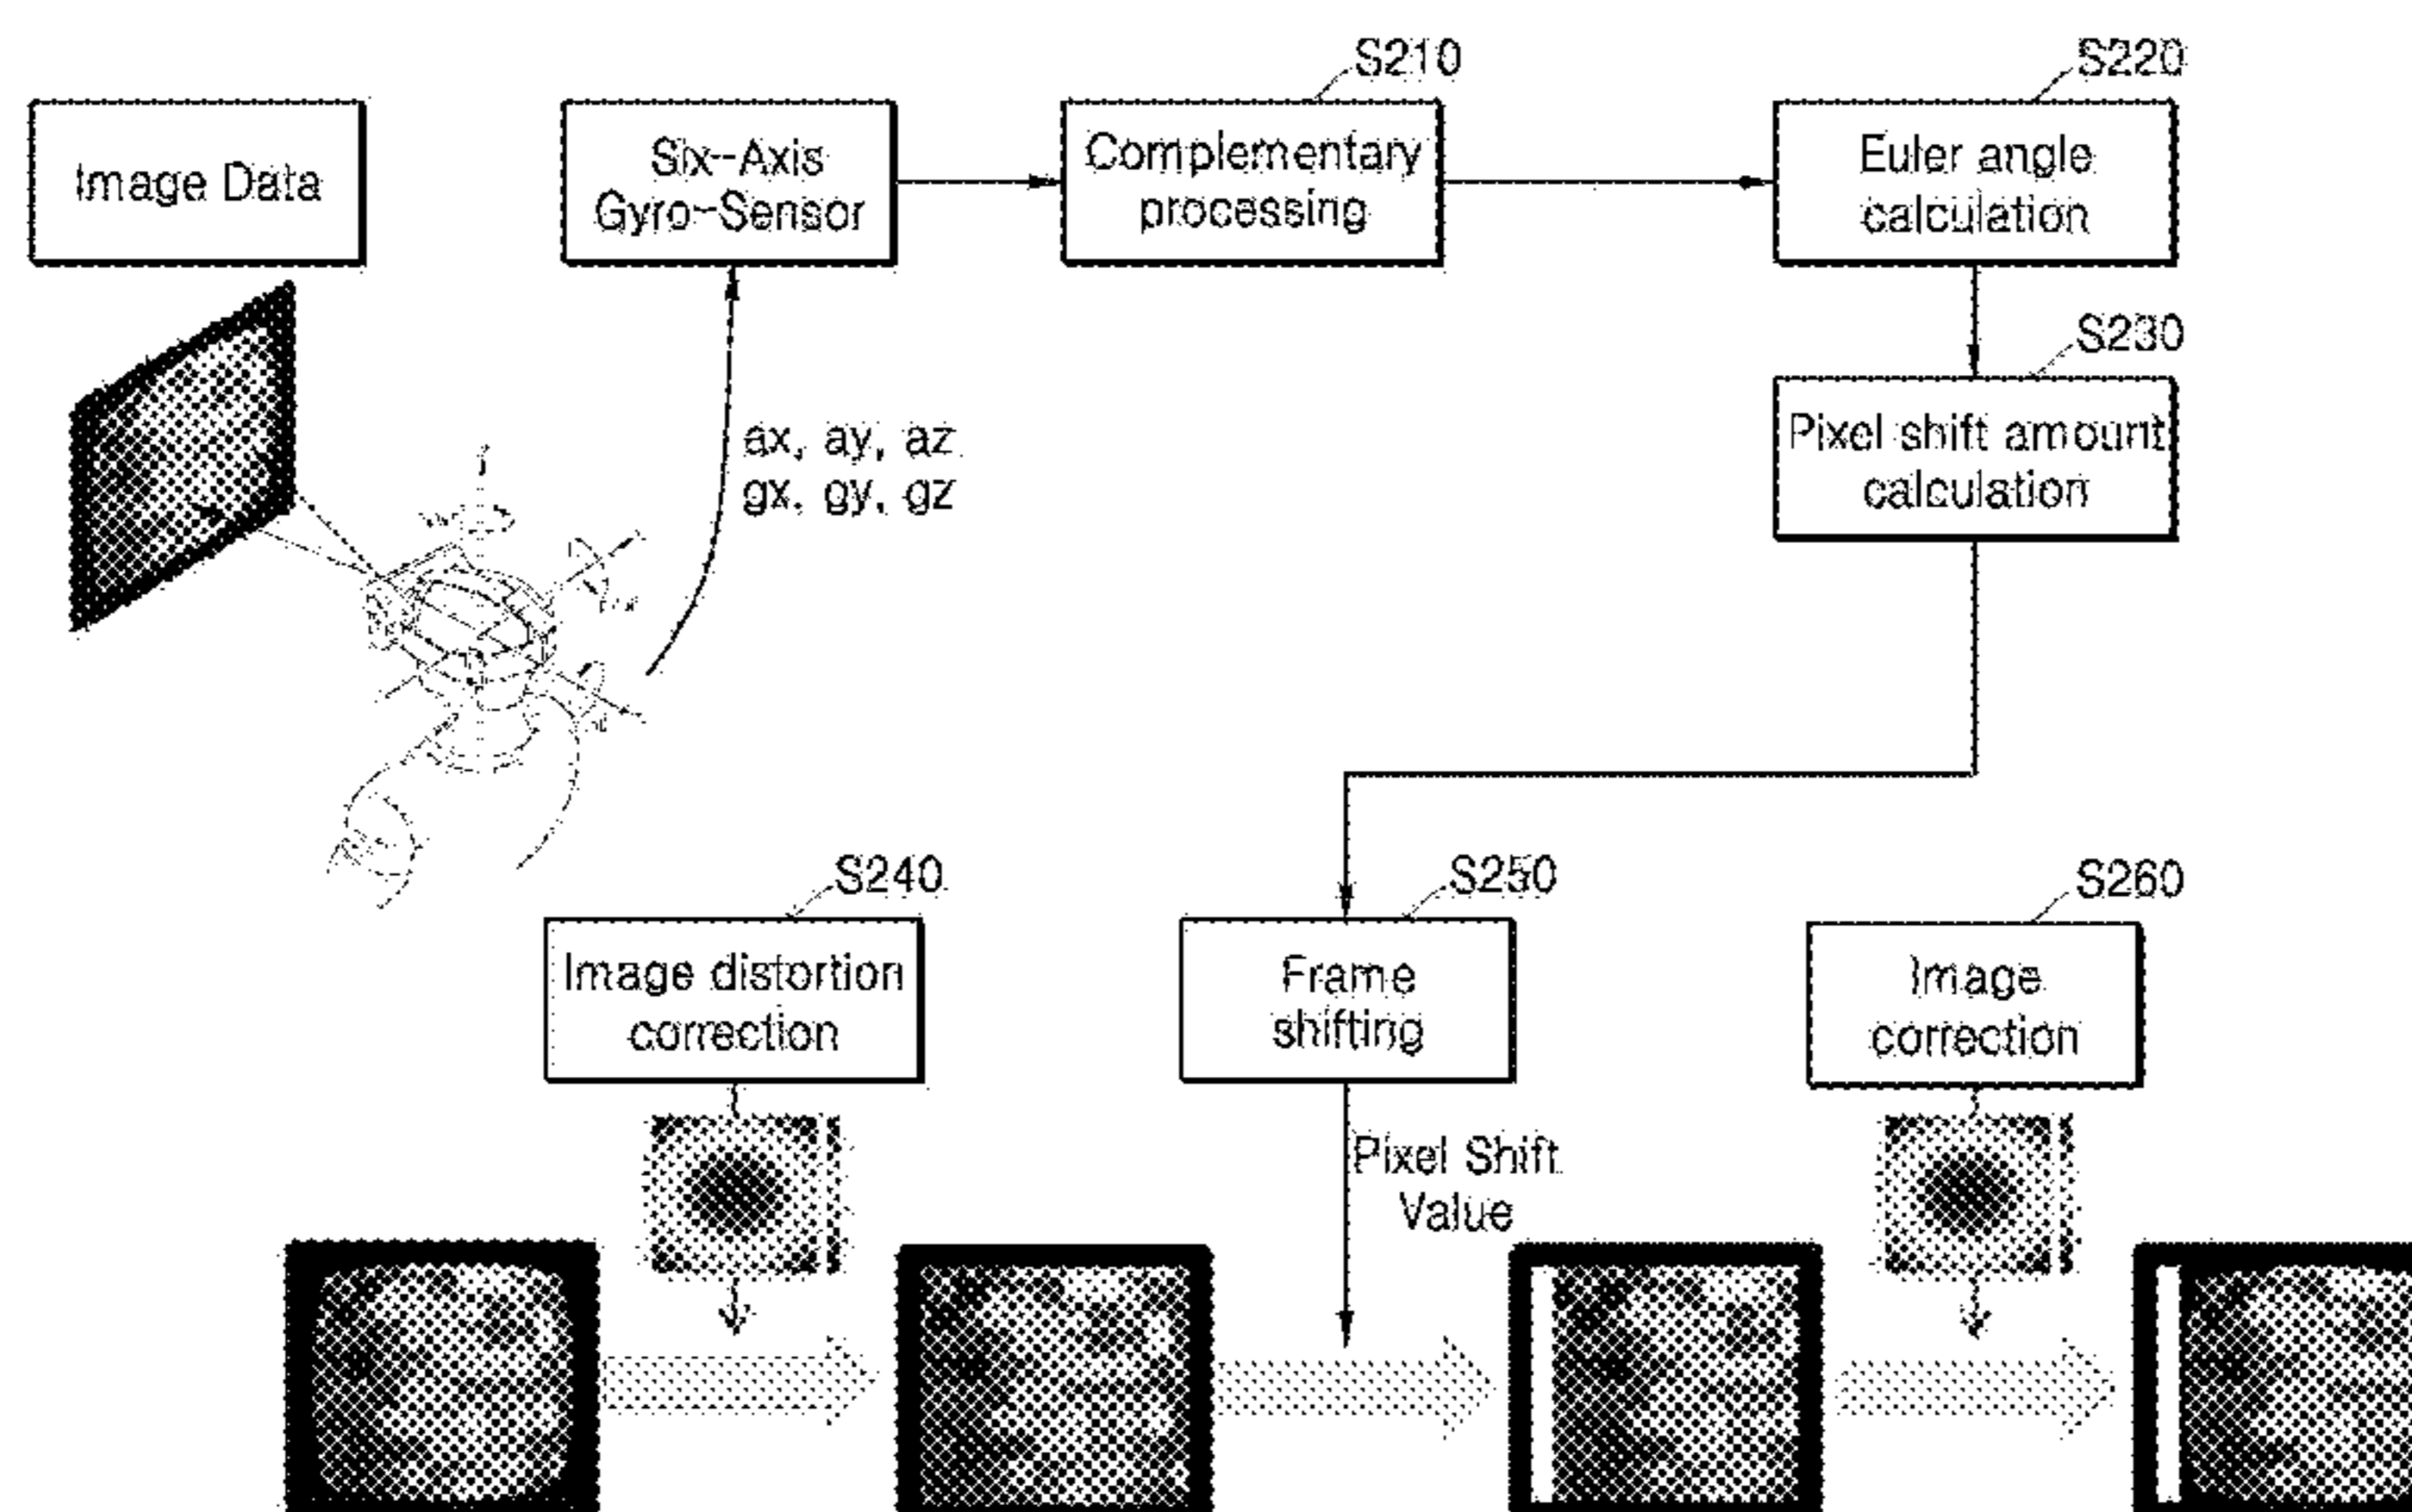 S210
S220
Image Data
Six-Axis
Gyro-Sensor
Complementary
processing
Euler angle
calculation
S230
Pixel shift amount
calculation
ax, ay, az
gx, gy, gz
S240
S250
S260
Image distortion
correction
Frame
shifting
Image
correction
Pixel Shift
Value